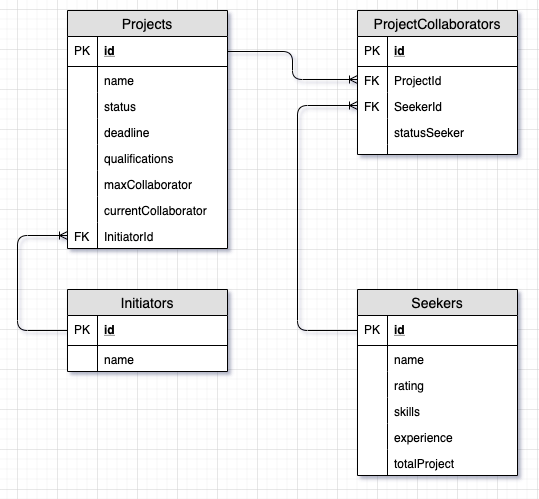 Projects
PK id
name
status
deadline
qualifications
maxCollaborator
currentCollaborator
FK InitiatorId
ProjectCollaborators
PK id
FK ProjectId
FK SeekerId
statusSeeker
Initiators
PK id
name
Seekers
PK id
name
rating
skills
experience
totalProject